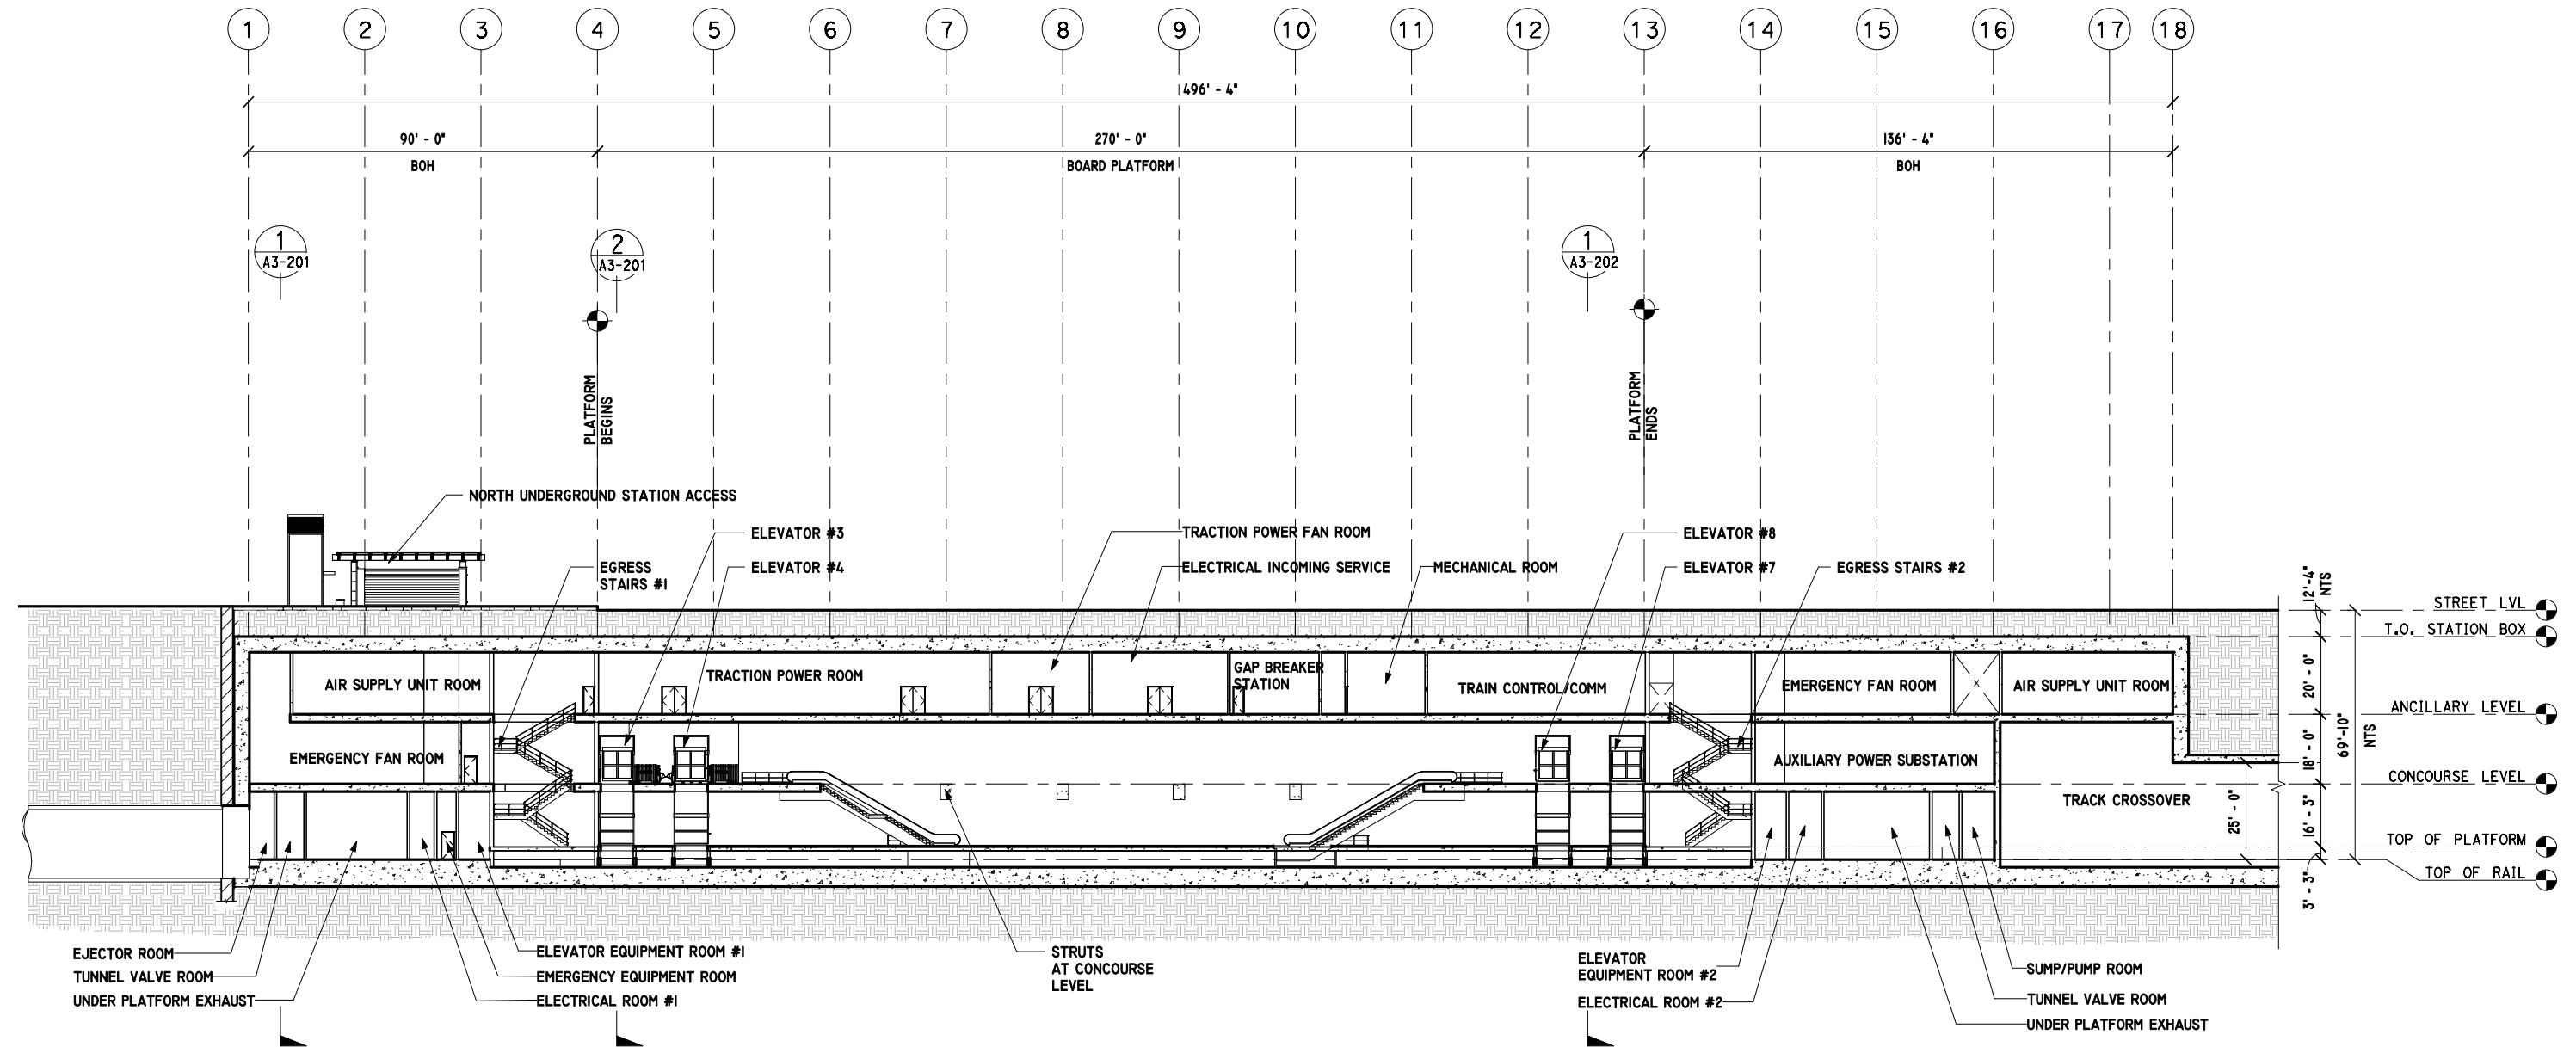 1 2 3 4 5 6 7 8 9 10 11 12 13 14 15 16 17 18
496' - 4"
90' - 0" 270' - 0" 136' - 4"
BOH BOARD PLATFORM BOH
1
A3-201
2
A3-201
1
A3-202
PLATFORM
BEGINS
PLATFORM
ENDS
NORTH UNDERGROUND STATION ACCESS
ELEVATOR #3
TRACTION POWER FAN ROOM
ELEVATOR #8
EGRESS
STAIRS #1
ELEVATOR #4
ELECTRICAL INCOMING SERVICE
MECHANICAL ROOM
ELEVATOR #7
EGRESS STAIRS #2
12'-4"
NTS
STREET LVL
T.O. STATION BOX
AIR SUPPLY UNIT ROOM
TRACTION POWER ROOM
GAP BREAKER
STATION
TRAIN CONTROL/COMM
EMERGENCY FAN ROOM
X
AIR SUPPLY UNIT ROOM
20' - 0"
ANCILLARY LEVEL
69'-10"
NTS
EMERGENCY FAN ROOM
AUXILIARY POWER SUBSTATION
18' - 0"
CONCOURSE LEVEL
TRACK CROSSOVER
25' - 0"
16' - 3"
TOP OF PLATFORM
TOP OF RAIL
3' - 3"
EJECTOR ROOM
TUNNEL VALVE ROOM
UNDER PLATFORM EXHAUST
ELEVATOR EQUIPMENT ROOM #1
EMERGENCY EQUIPMENT ROOM
ELECTRICAL ROOM #1
STRUTS
AT CONCOURSE
LEVEL
ELEVATOR
EQUIPMENT ROOM #2
ELECTRICAL ROOM #2
SUMP/PUMP ROOM
TUNNEL VALVE ROOM
UNDER PLATFORM EXHAUST